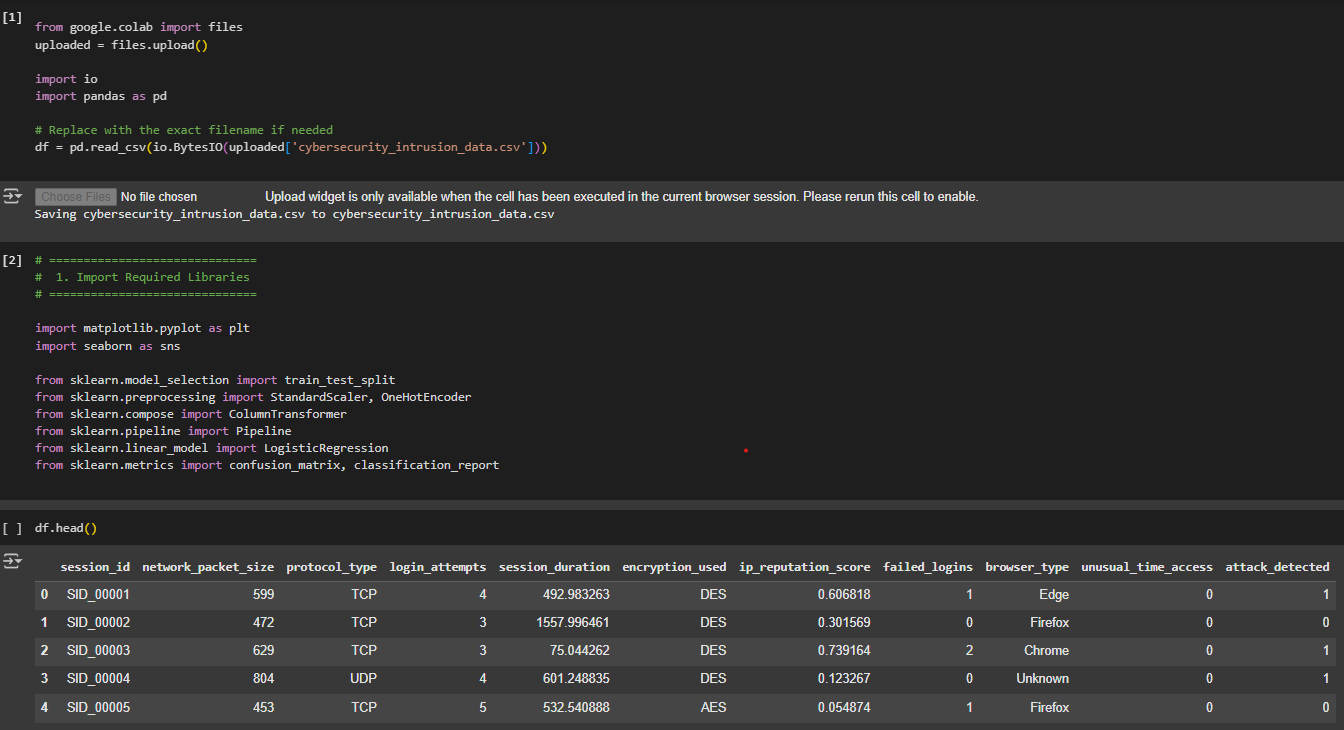 [1]
from google.colab import files
uploaded = files.upload()
import io
import pandas as pd
# Replace with the exact filename if needed
df = pd.read_csv(io.BytesIO(uploaded['cybersecurity_intrusion_data.csv']))
Choose Files No file chosen Upload widget is only available when the cell has been executed in the current browser session. Please rerun this cell to enable.
Saving cybersecurity_intrusion_data.csv to cybersecurity_intrusion_data.csv
[2] # ==============================
# 1. Import Required Libraries
# ==============================
import matplotlib.pyplot as plt
import seaborn as sns
from sklearn.model_selection import train_test_split
from sklearn.preprocessing import StandardScaler, OneHotEncoder
from sklearn.compose import ColumnTransformer
from sklearn.pipeline import Pipeline
from sklearn.linear_model import LogisticRegression
from sklearn.metrics import confusion_matrix, classification_report
[ ] df.head()
session_id network_packet_size protocol_type login_attempts session_duration encryption_used ip_reputation_score failed_logins browser_type unusual_time_access attack_detected
0 SID_00001 599 TCP 4 492.983263 DES 0.606818 1 Edge 0 1
1 SID_00002 472 TCP 3 1557.996461 DES 0.301569 0 Firefox 0 0
2 SID_00003 629 TCP 3 75.044262 DES 0.739164 2 Chrome 0 1
3 SID_00004 804 UDP 4 601.248835 DES 0.123267 0 Unknown 0 1
4 SID_00005 453 TCP 5 532.540888 AES 0.054874 1 Firefox 0 0